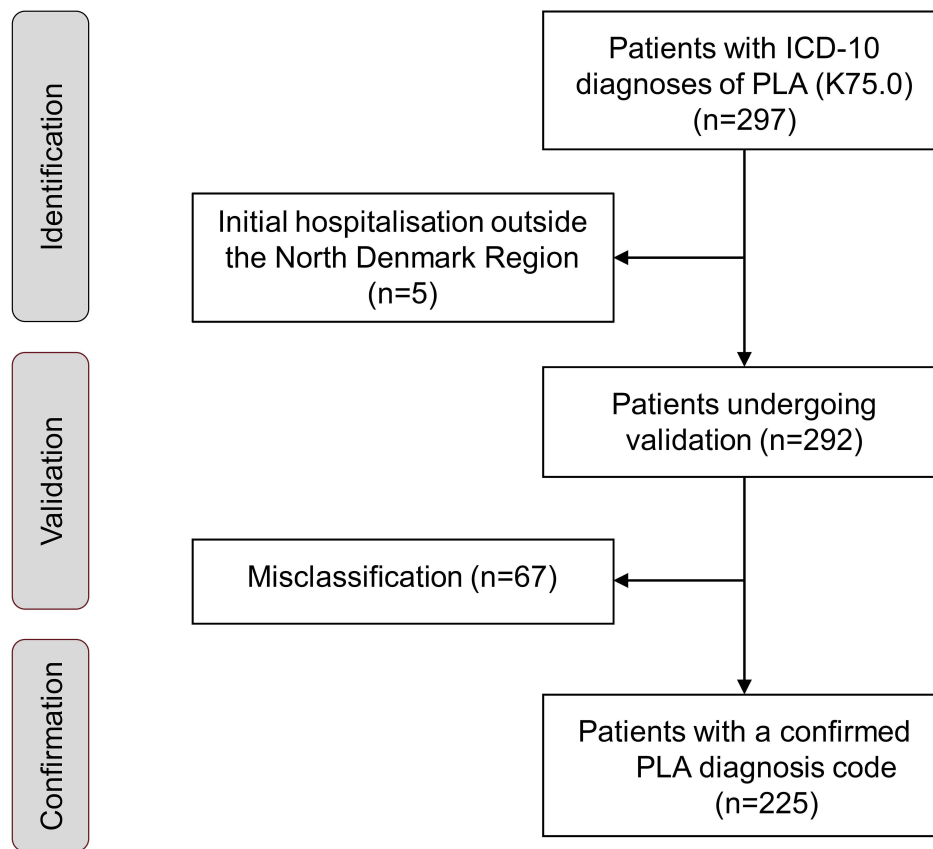 Identification
Patients with ICD-10
diagnoses of PLA (K75.0)
(n=297)
Initial hospitalisation outside
the North Denmark Region
(n=5)
Validation
Patients undergoing
validation (n=292)
Misclassification (n=67)
Confirmation
Patients with a confirmed
PLA diagnosis code
(n=225)